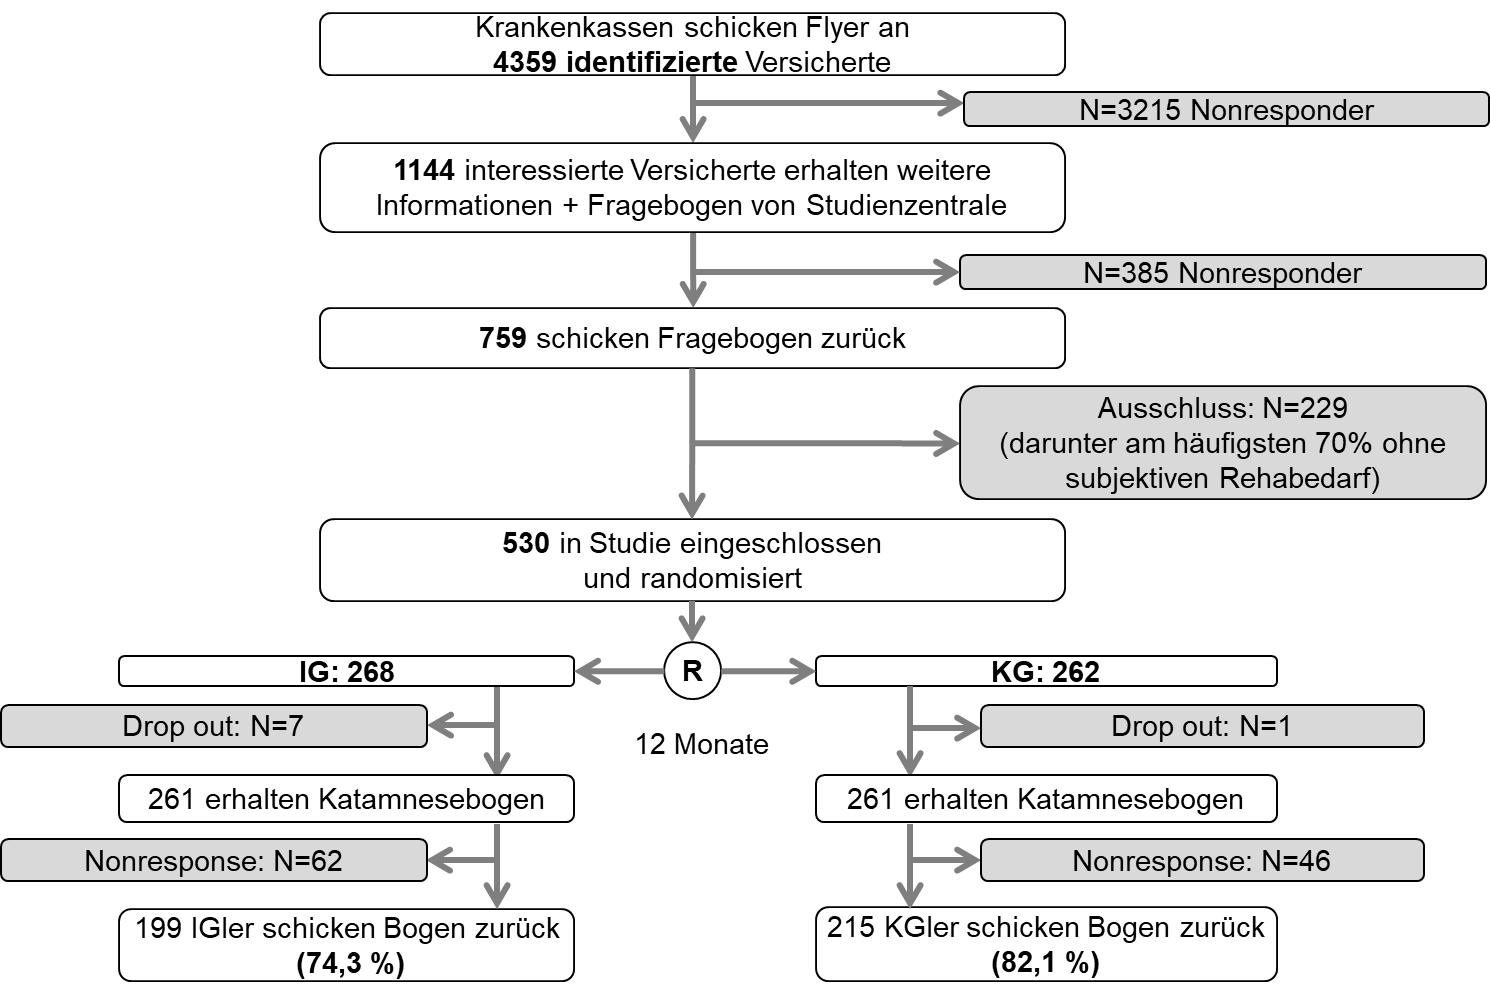 Krankenkassen schicken Flyer an
4359 identifizierte Versicherte
N=3215 Nonresponder
1144 interessierte Versicherte erhalten weitere
Informationen + Fragebogen von Studienzentrale
N=385 Nonresponder
759 schicken Fragebogen zurück
Ausschluss: N=229
(darunter am häufigsten 70% ohne
subjektiven Rehabedarf)
530 in Studie eingeschlossen
und randomisiert
IG: 268
R
KG: 262
Drop out: N=7
12 Monate
Drop out: N=1
261 erhalten Katamnesebogen
261 erhalten Katamnesebogen
Nonresponse: N=62
Nonresponse: N=46
199 IGler schicken Bogen zurück
(74,3 %)
215 KGler schicken Bogen zurück
(82,1 %)